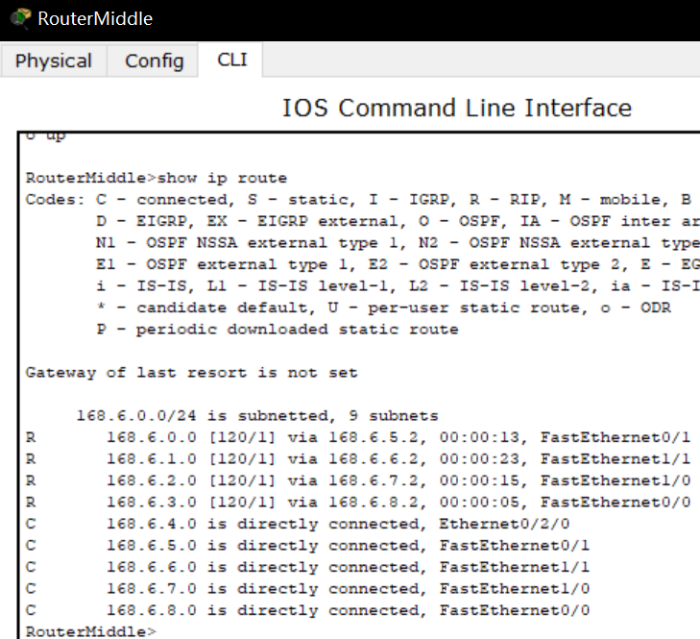 RouterMiddle
Physical Config CLI
IOS Command Line Interface
o up
RouterMiddle>show ip route
Codes: C - connected, S - static, I - IGRP, R - RIP, M - mobile, B
D - EIGRP, EX - EIGRP external, O - OSPF, IA - OSPF inter ar
N1 - OSPF NSSA external type 1, N2 - OSPF NSSA external type
E1 - OSPF external type 1, E2 - OSPF external type 2, E - EG
i - IS-IS, L1 - IS-IS level-1, L2 - IS-IS level-2, ia - IS-I
* - candidate default, U - per-user static route, o - ODR
P - periodic downloaded static route
Gateway of last resort is not set
168.6.0.0/24 is subnetted, 9 subnets
R 168.6.0.0 [120/1] via 168.6.5.2, 00:00:13, FastEthernet0/1
R 168.6.1.0 [120/1] via 168.6.6.2, 00:00:23, FastEthernet1/1
R 168.6.2.0 [120/1] via 168.6.7.2, 00:00:15, FastEthernet1/0
R 168.6.3.0 [120/1] via 168.6.8.2, 00:00:05, FastEthernet0/0
C 168.6.4.0 is directly connected, Ethernet0/2/0
C 168.6.5.0 is directly connected, FastEthernet0/1
C 168.6.6.0 is directly connected, FastEthernet1/1
C 168.6.7.0 is directly connected, FastEthernet1/0
C 168.6.8.0 is directly connected, FastEthernet0/0
RouterMiddle>